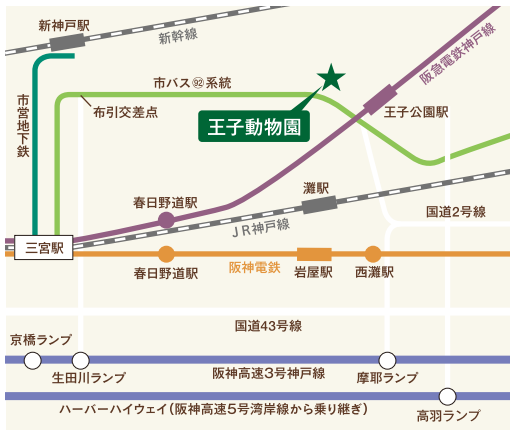 新神戸駅
新幹線
阪急電鉄神戸線
市バス㊒系統
市営地下鉄
布引交差点
王子動物園
王子公園駅
春日野道駅
灘駅
国道2号線
JR神戸線
三宮駅
春日野道駅
阪神電鉄
岩屋駅
西灘駅
国道43号線
京橋ランプ
生田川ランプ
阪神高速3号神戸線
摩耶ランプ
ハーバーハイウェイ(阪神高速5号湾岸線から乗り継ぎ)
高羽ランプ